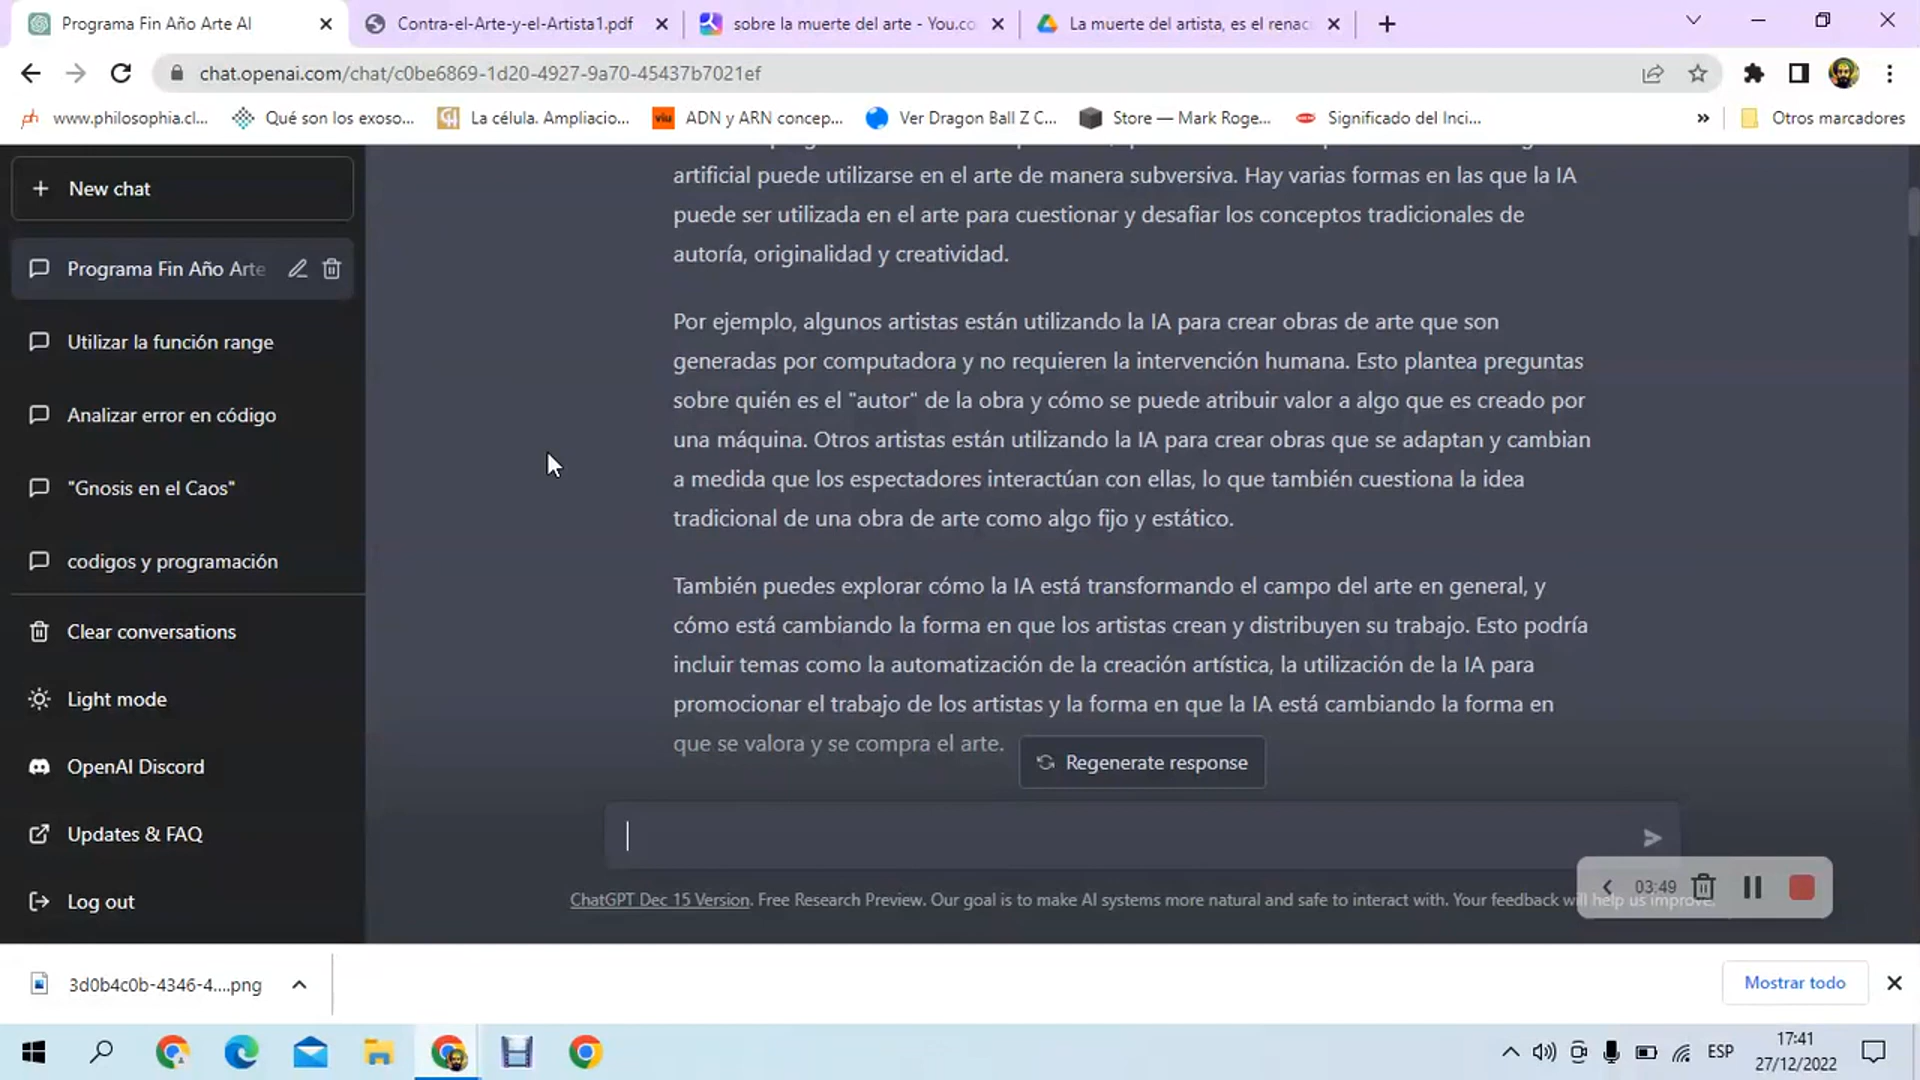 Programa Fin Año Arte AI
Contra-el-Arte-y-el-Artista1.pdf
sobre la muerte del arte - You.co
La muerte del artista, es el renac
chat.openai.com/chat/c0be6869-1d20-4927-9a70-45437b7021ef
www.philosophia.cl...
Qué son los exoso...
La célula. Ampliacio...
viu
ADN y ARN concep...
Ver Dragon Ball Z C...
Store — Mark Roge...
Significado del Inci...
»
Otros marcadores
New chat
Programa Fin Año Arte
Utilizar la función range
Analizar error en código
"Gnosis en el Caos"
codigos y programación
Clear conversations
Light mode
OpenAI Discord
Updates & FAQ
Log out
artificial puede utilizarse en el arte de manera subversiva. Hay varias formas en las que la IA
puede ser utilizada en el arte para cuestionar y desafiar los conceptos tradicionales de
autoría, originalidad y creatividad.
Por ejemplo, algunos artistas están utilizando la IA para crear obras de arte que son
generadas por computadora y no requieren la intervención humana. Esto plantea preguntas
sobre quién es el "autor" de la obra y cómo se puede atribuir valor a algo que es creado por
una máquina. Otros artistas están utilizando la IA para crear obras que se adaptan y cambian
a medida que los espectadores interactúan con ellas, lo que también cuestiona la idea
tradicional de una obra de arte como algo fijo y estático.
También puedes explorar cómo la IA está transformando el campo del arte en general, y
cómo está cambiando la forma en que los artistas crean y distribuyen su trabajo. Esto podría
incluir temas como la automatización de la creación artística, la utilización de la IA para
promocionar el trabajo de los artistas y la forma en que la IA está cambiando la forma en
que se valora y se compra el arte.
Regenerate response
03:49
ChatGPT Dec 15 Version. Free Research Preview. Our goal is to make AI systems more natural and safe to interact with. Your feedback will help us improve.
3d0b4c0b-4346-4....png
Mostrar todo
ESP
17:41
27/12/2022